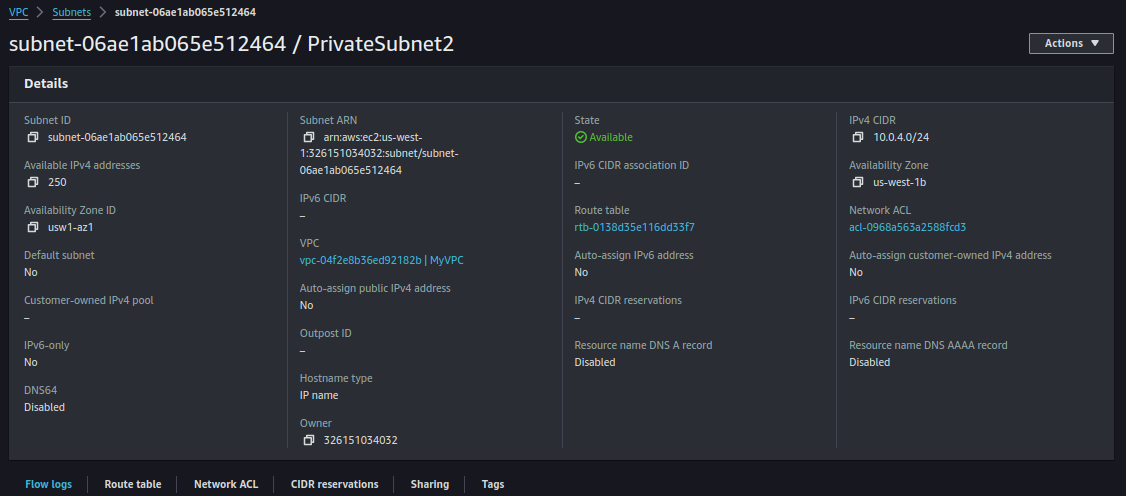 VPC > Subnets > subnet-06ae1ab065e512464
subnet-06ae1ab065e512464 / PrivateSubnet2
Actions
Details
Subnet ID
subnet-06ae1ab065e512464
Available IPv4 addresses
250
Availability Zone ID
usw1-az1
Default subnet
No
Customer-owned IPv4 pool
–
IPv6-only
No
DNS64
Disabled
Subnet ARN
arn:aws:ec2:us-west-
1:326151034032:subnet/subnet-
06ae1ab065e512464
IPv6 CIDR
–
VPC
vpc-04f2e8b36ed92182b | MyVPC
Auto-assign public IPv4 address
No
Outpost ID
–
Hostname type
IP name
Owner
326151034032
State
Available
IPv6 CIDR association ID
–
Route table
rtb-0138d35e116dd33f7
Auto-assign IPv6 address
No
IPv4 CIDR reservations
–
Resource name DNS A record
Disabled
IPv4 CIDR
10.0.4.0/24
Availability Zone
us-west-1b
Network ACL
acl-0968a563a2588fcd3
Auto-assign customer-owned IPv4 address
No
IPv6 CIDR reservations
–
Resource name DNS AAAA record
Disabled
Flow logs
Route table
Network ACL
CIDR reservations
Sharing
Tags